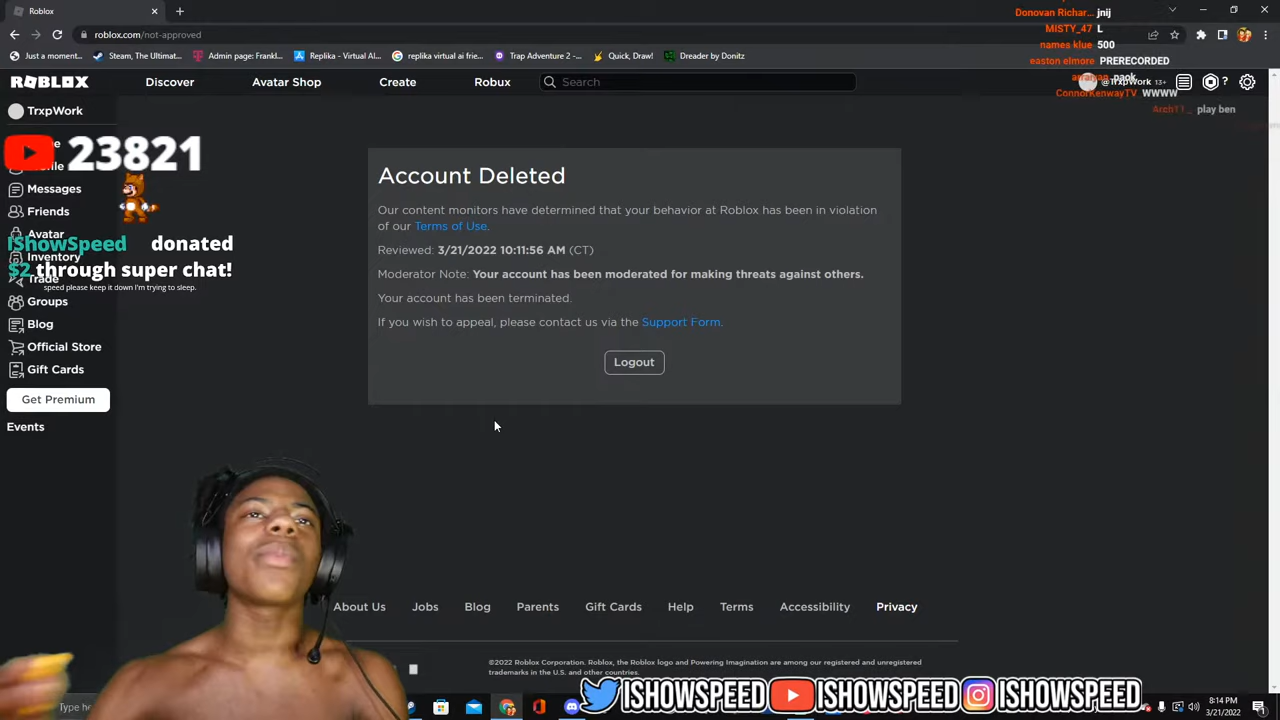 Roblox
roblox.com/not-approved
Just a moment...
Steam, The Ultimate...
Admin page: Frankl...
Replika - Virtual AI...
replika virtual ai frie...
Trap Adventure 2 -...
Quick, Draw!
Dreader by Donitz
Donovan Richar... jnij
MISTY_47 L
names klue 500
easton elmore PRERECORDED
ConnorKenwayTV WWWW
play ben
ROBLOX
Discover
Avatar Shop
Create
Robux
Search
@TrxpWork 13+
?
TrxpWork
23821
Messages
Friends
Avatar
Inventory
Trade
Groups
Blog
Official Store
Gift Cards
Get Premium
Events
IShowSpeed donated
$2 through super chat!
speed please keep it down I'm trying to sleep.
Account Deleted
Our content monitors have determined that your behavior at Roblox has been in violation
of our Terms of Use.
Reviewed: 3/21/2022 10:11:56 AM (CT)
Moderator Note: Your account has been moderated for making threats against others.
Your account has been terminated.
If you wish to appeal, please contact us via the Support Form.
Logout
About Us
Jobs
Blog
Parents
Gift Cards
Help
Terms
Accessibility
Privacy
©2022 Roblox Corporation. Roblox, the Roblox logo and Powering Imagination are among our registered and unregistered
trademarks in the U.S. and other countries.
Type he
ISHOWSPEED
ISHOWSPEED
ISHOWSPEED
8:14 PM
3/21/2022